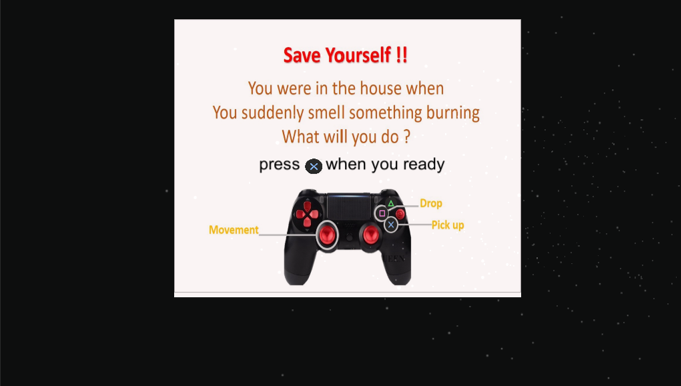 Save Yourself !!
You were in the house when
You suddenly smell something burning
What will you do ?
press when you ready
Drop
Pick up
Movement